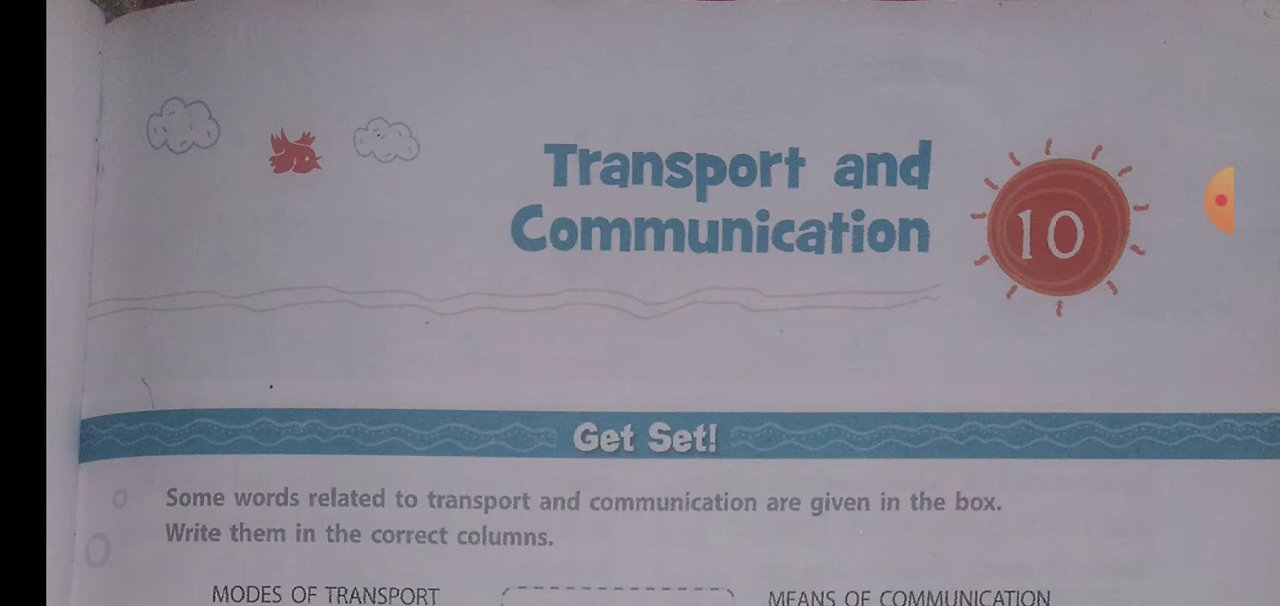 Transport and
Communication
10
Get Set!
Some words related to transport and communication are given in the box.
Write them in the correct columns.
MODES OF TRANSPORT
MEANS OF COMMUNICATION